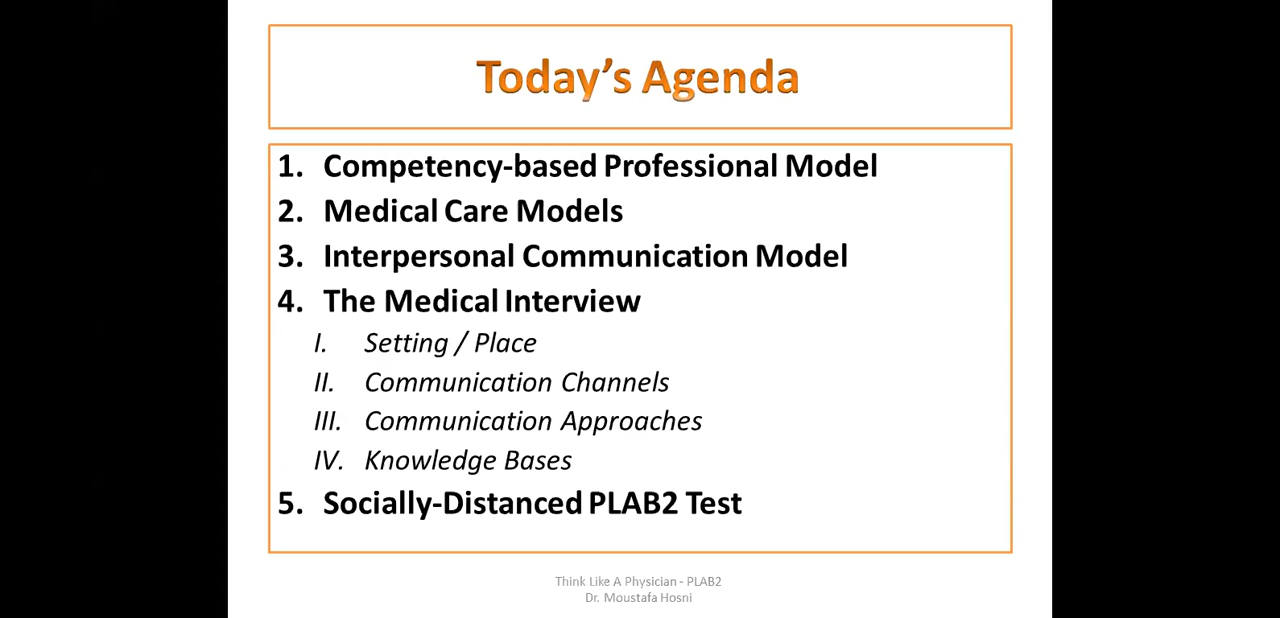 Today’s Agenda
1. Competency-based Professional Model
2. Medical Care Models
3. Interpersonal Communication Model
4. The Medical Interview
I. Setting / Place
II. Communication Channels
III. Communication Approaches
IV. Knowledge Bases
5. Socially-Distanced PLAB2 Test
Think Like A Physician - PLAB2
Dr. Moustafa Hosni